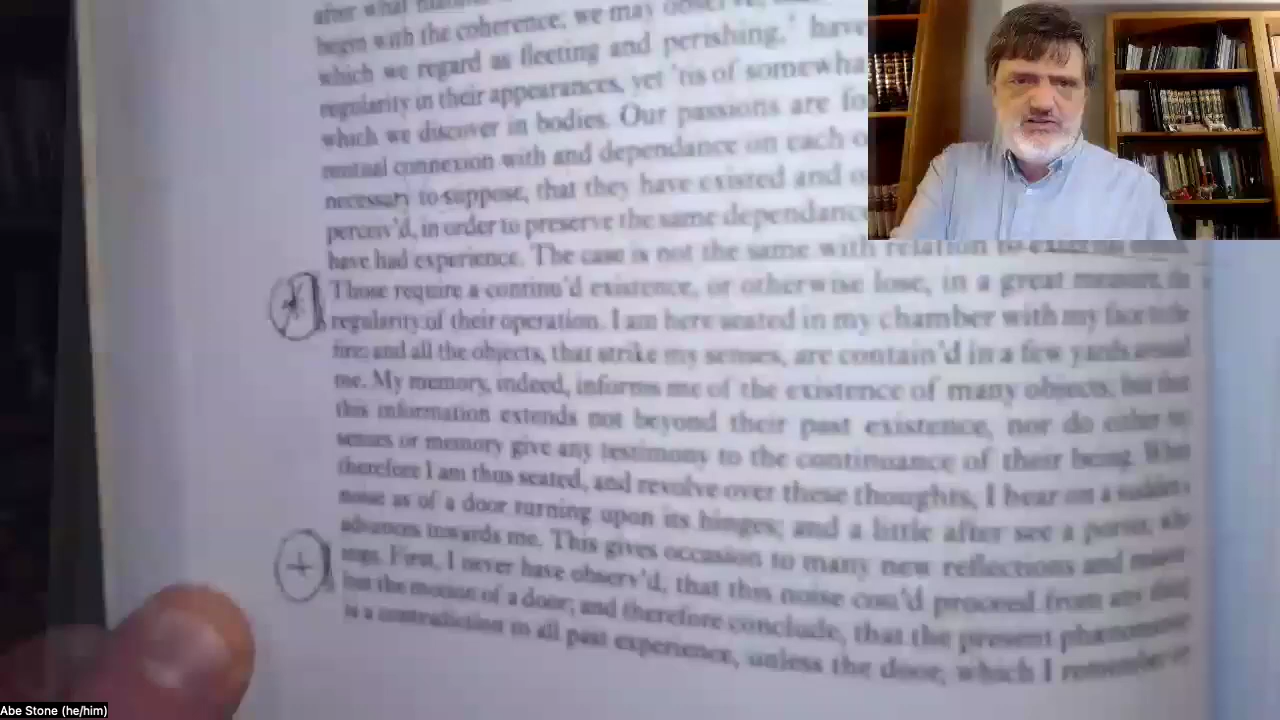 after what
begin with the coherence; we may observe,
which we regard as fleeting and perishing, have
regularity in their appearances, yet 'tis of somewha
which we discover in bodies. Our passions are fo
mutual connexion with and dependance on each o
necessary to suppose, that they have existed and o
perceiv'd, in order to preserve the same dependance
have had experience. The case is not the same with relation to
Those require a continu'd existence, or otherwise lose, in a great measure, the
regularity of their operation. I am here seated in my chamber with my face to the
fire; and all the objects, that strike my senses, are contain'd in a few yards around
me. My memory, indeed, informs me of the existence of many objects; but then
this information extends not beyond their past existence, nor do either my
senses or memory give any testimony to the continuance of their being. When
therefore I am thus seated, and revolve over these thoughts, I hear on a sudden a
noise as of a door turning upon its hinges; and a little after see a porter, who
advances towards me. This gives occasion to many new reflections and
ings. First, I never have observ'd, that this noise cou'd proceed from any thing
but the motion of a door; and therefore conclude, that the present phænomenon
is a contradiction to all past experience, unless the door, which I remember
Abe Stone (he/him)